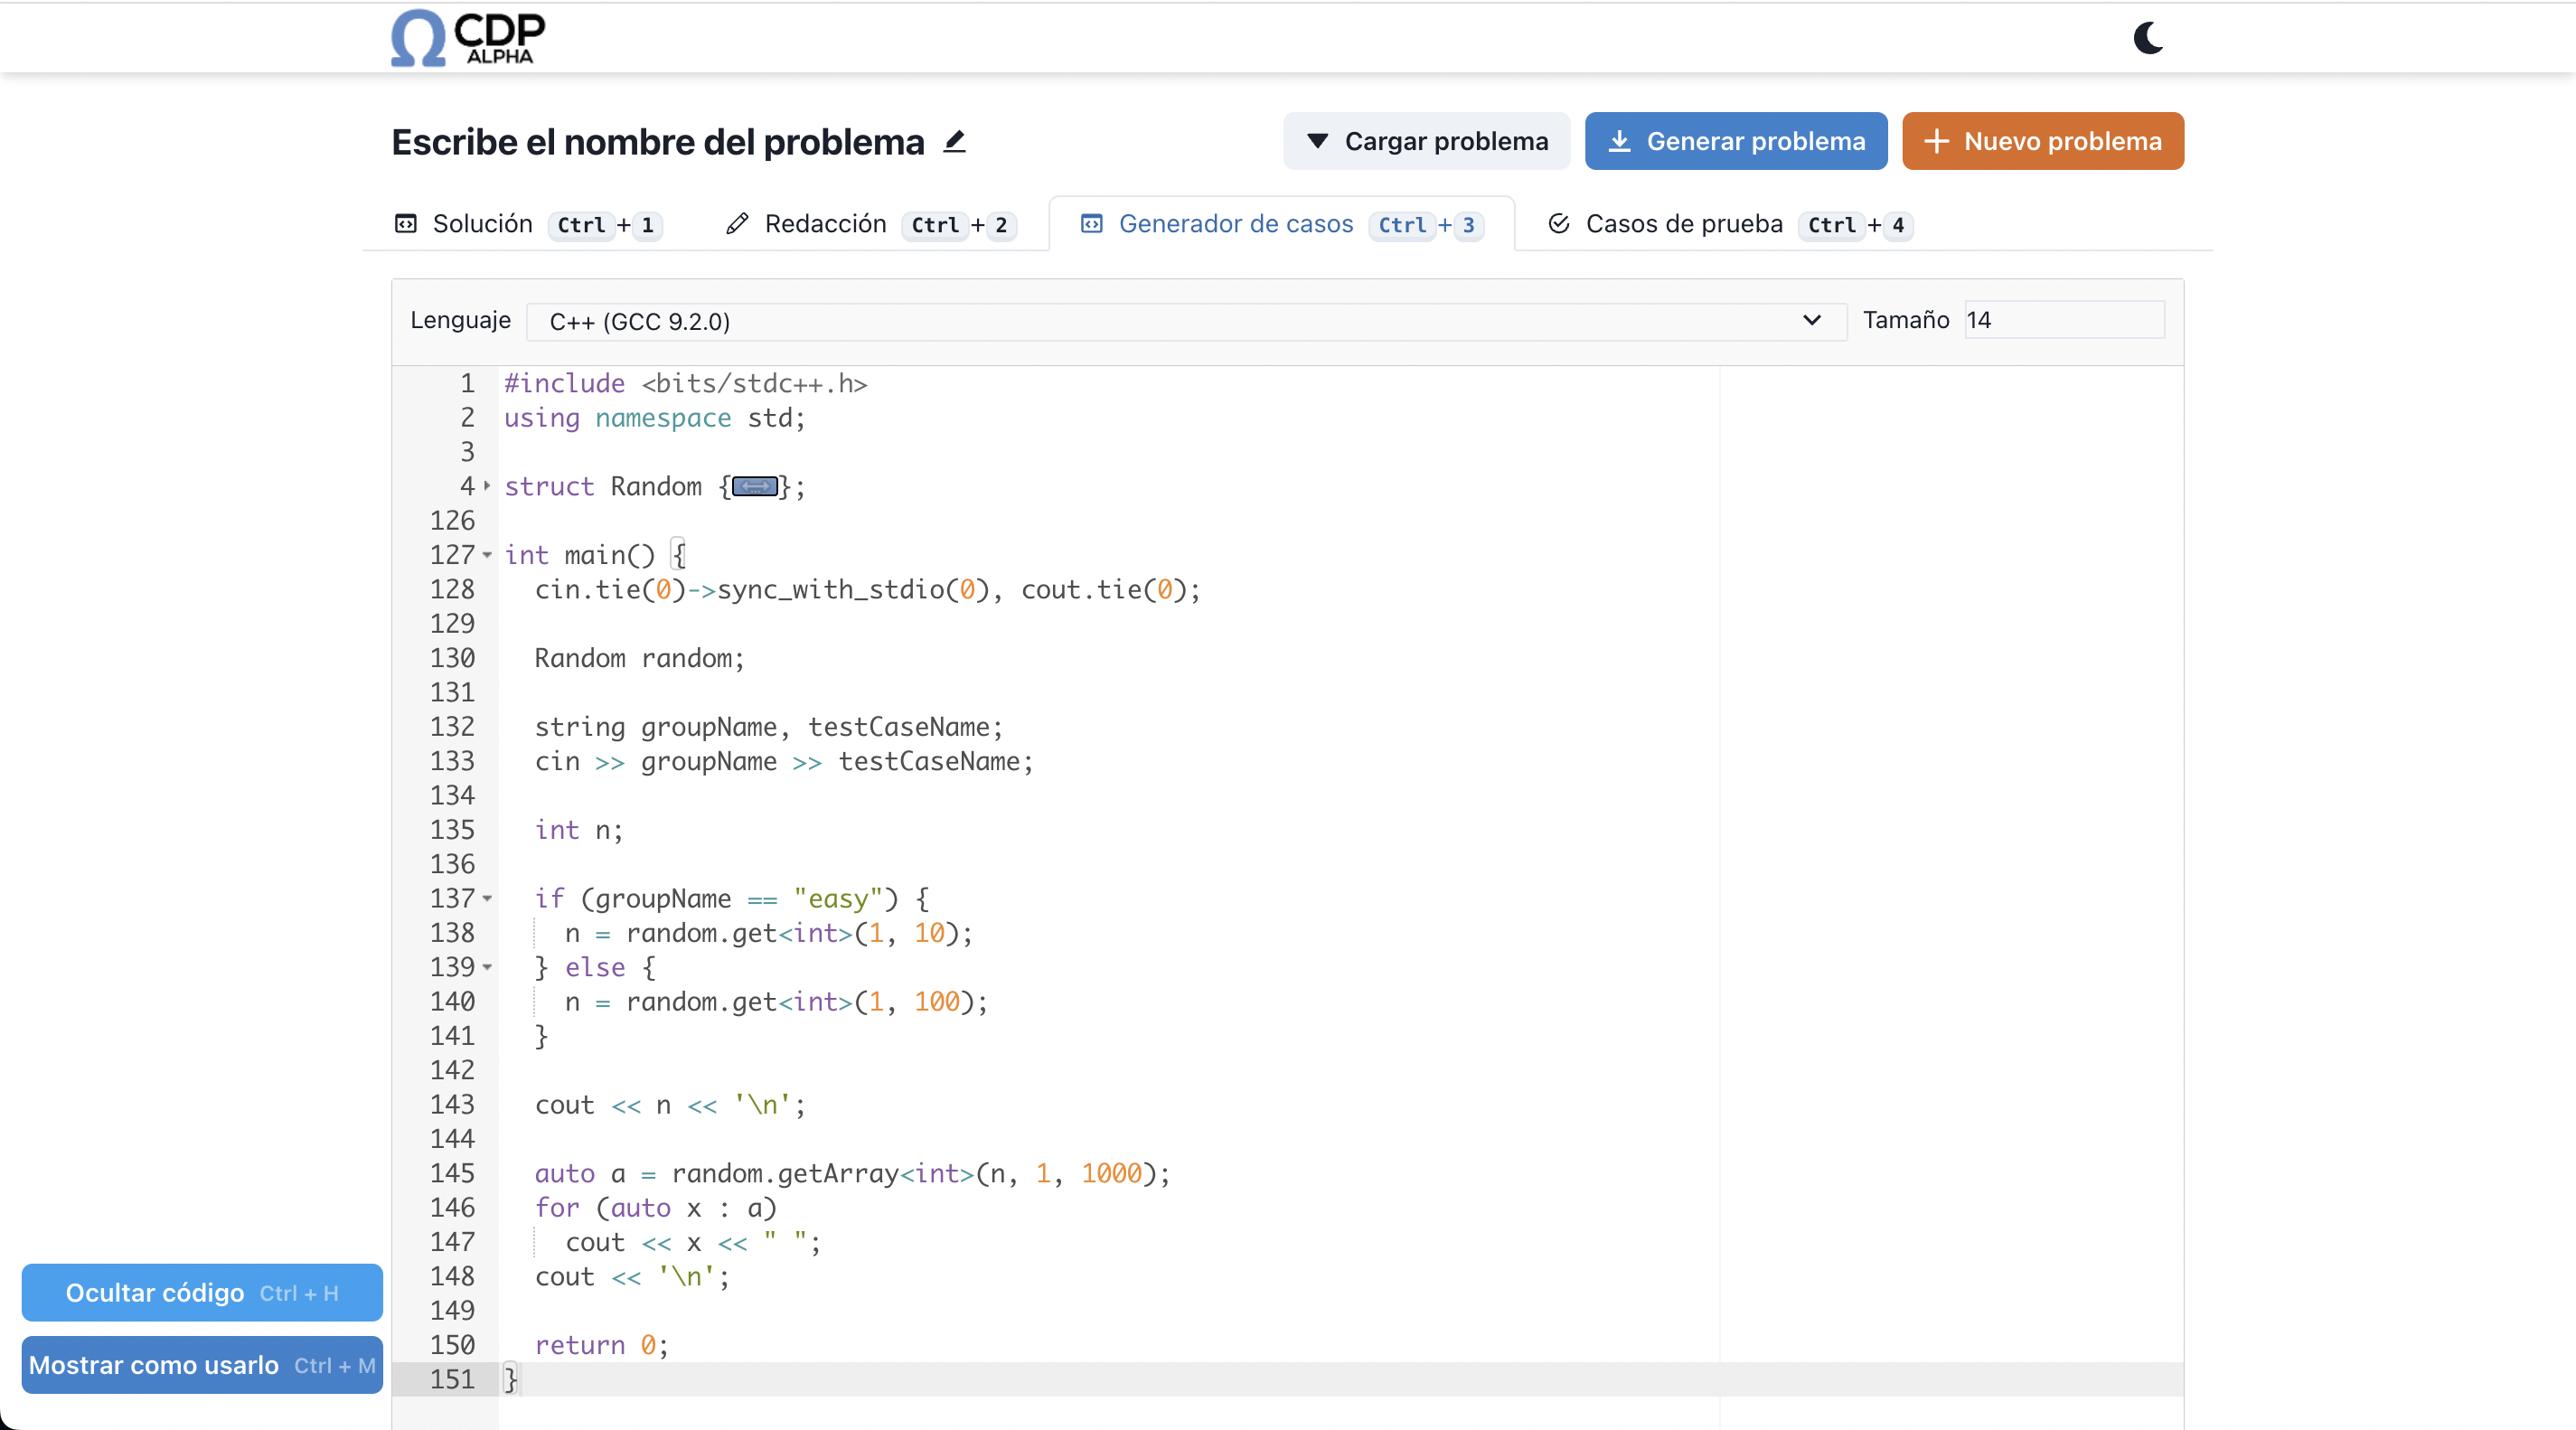 Ω CDP
ALPHA
Escribe el nombre del problema
Cargar problema
Generar problema
Nuevo problema
Solución Ctrl+1
Redacción Ctrl+2
Generador de casos Ctrl+3
Casos de prueba Ctrl+4
Lenguaje C++ (GCC 9.2.0) Tamaño 14
1 #include <bits/stdc++.h>
2 using namespace std;
3
4 struct Random {};
126
127 int main() {
128 cin.tie(0)->sync_with_stdio(0), cout.tie(0);
129
130 Random random;
131
132 string groupName, testCaseName;
133 cin >> groupName >> testCaseName;
134
135 int n;
136
137 if (groupName == "easy") {
138 n = random.get<int>(1, 10);
139 } else {
140 n = random.get<int>(1, 100);
141 }
142
143 cout << n << '\n';
144
145 auto a = random.getArray<int>(n, 1, 1000);
146 for (auto x : a)
147 cout << x << " ";
148 cout << '\n';
149
150 return 0;
151 }
Ocultar código Ctrl + H
Mostrar como usarlo Ctrl + M